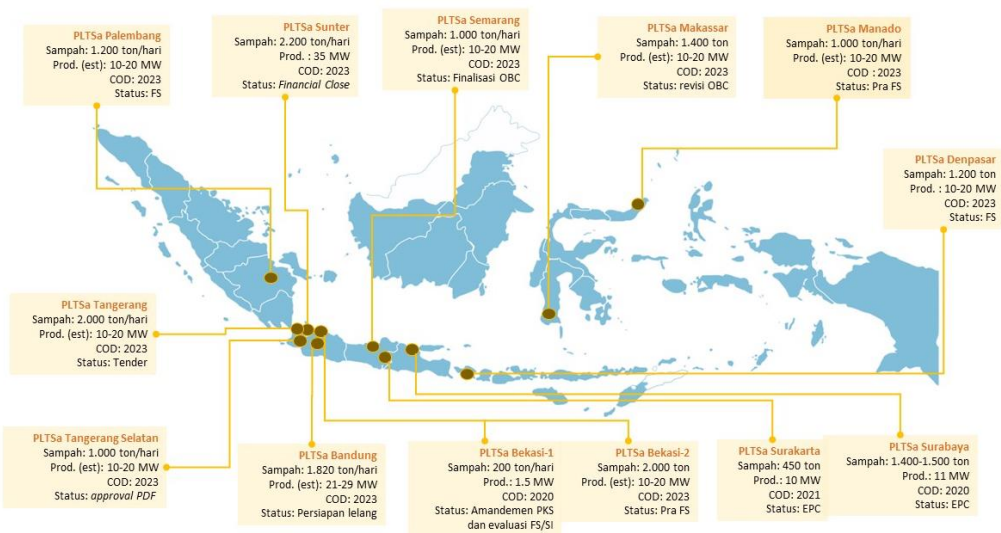 PLTSa Palembang
Sampah: 1.200 ton/hari
Prod. (est): 10-20 MW
COD: 2023
Status: FS
PLTSa Sunter
Sampah: 2.200 ton/hari
Prod. : 35 MW
COD: 2023
Status: Financial Close
PLTSa Semarang
Sampah: 1.000 ton/hari
Prod. (est): 10-20 MW
COD: 2023
Status: Finalisasi OBC
PLTSa Makassar
Sampah: 1.400 ton
Prod. (est): 10-20 MW
COD: 2023
Status: revisi OBC
PLTSa Manado
Sampah: 1.000 ton/hari
Prod. (est): 10-20 MW
COD : 2023
Status: Pra FS
PLTSa Denpasar
Sampah: 1.200 ton
Prod. : 10-20 MW
COD: 2023
Status: FS
PLTSa Tangerang
Sampah: 2.000 ton/hari
Prod. (est): 10-20 MW
COD: 2023
Status: Tender
PLTSa Tangerang Selatan
Sampah: 1.000 ton/hari
Prod. (est): 10-20 MW
COD: 2023
Status: approval PDF
PLTSa Bandung
Sampah: 1.820 ton/hari
Prod. (est): 21-29 MW
COD: 2023
Status: Persiapan lelang
PLTSa Bekasi-1
Sampah: 200 ton/hari
Prod.: 1.5 MW
COD: 2020
Status: Amandemen PKS
dan evaluasi FS/SI
PLTSa Bekasi-2
Sampah: 2.000 ton/hari
Prod. (est): 10-20 MW
COD: 2023
Status: Pra FS
PLTSa Surakarta
Sampah: 450 ton
Prod.: 10 MW
COD: 2021
Status: EPC
PLTSa Surabaya
Sampah: 1.400-1.500 ton
Prod.: 11 MW
COD: 2020
Status: EPC